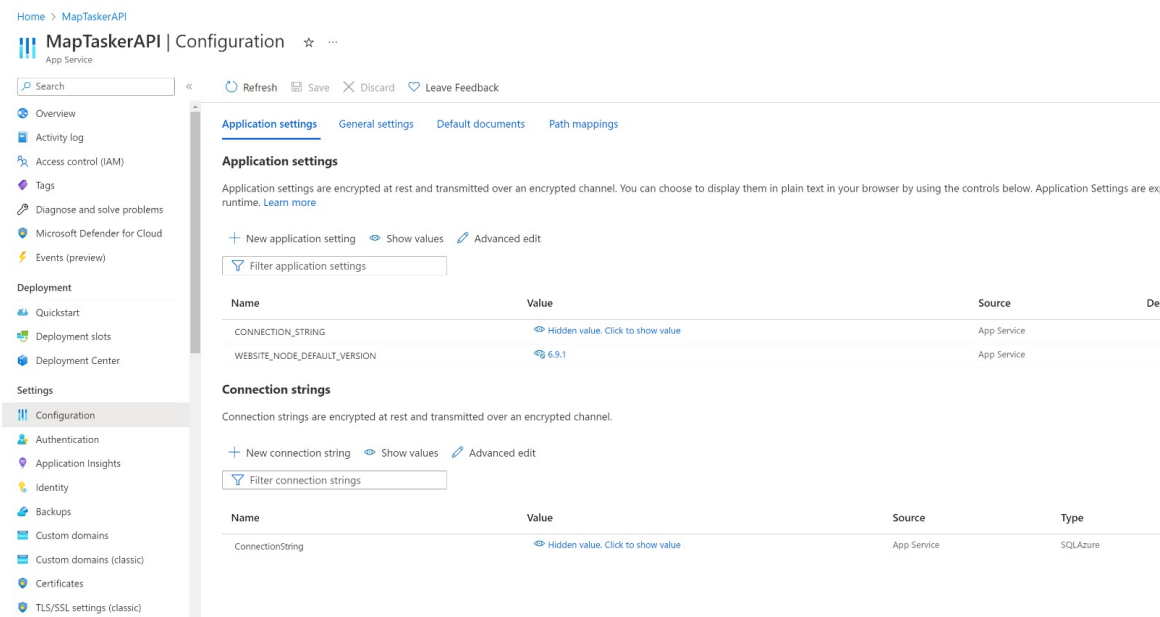 Home > MapTaskerAPI
MapTaskerAPI | Configuration ☆ ...
App Service
Search «
Overview
Activity log
Access control (IAM)
Tags
Diagnose and solve problems
Microsoft Defender for Cloud
Events (preview)
Deployment
Quickstart
Deployment slots
Deployment Center
Settings
Configuration
Authentication
Application Insights
Identity
Backups
Custom domains
Custom domains (classic)
Certificates
TLS/SSL settings (classic)
Refresh Save Discard Leave Feedback
Application settings General settings Default documents Path mappings
Application settings
Application settings are encrypted at rest and transmitted over an encrypted channel. You can choose to display them in plain text in your browser by using the controls below. Application Settings are ex
runtime. Learn more
New application setting Show values Advanced edit
Filter application settings
Name Value Source De
CONNECTION_STRING Hidden value. Click to show value App Service
WEBSITE_NODE_DEFAULT_VERSION 6.9.1 App Service
Connection strings
Connection strings are encrypted at rest and transmitted over an encrypted channel.
New connection string Show values Advanced edit
Filter connection strings
Name Value Source Type
ConnectionString Hidden value. Click to show value App Service SQLAzure